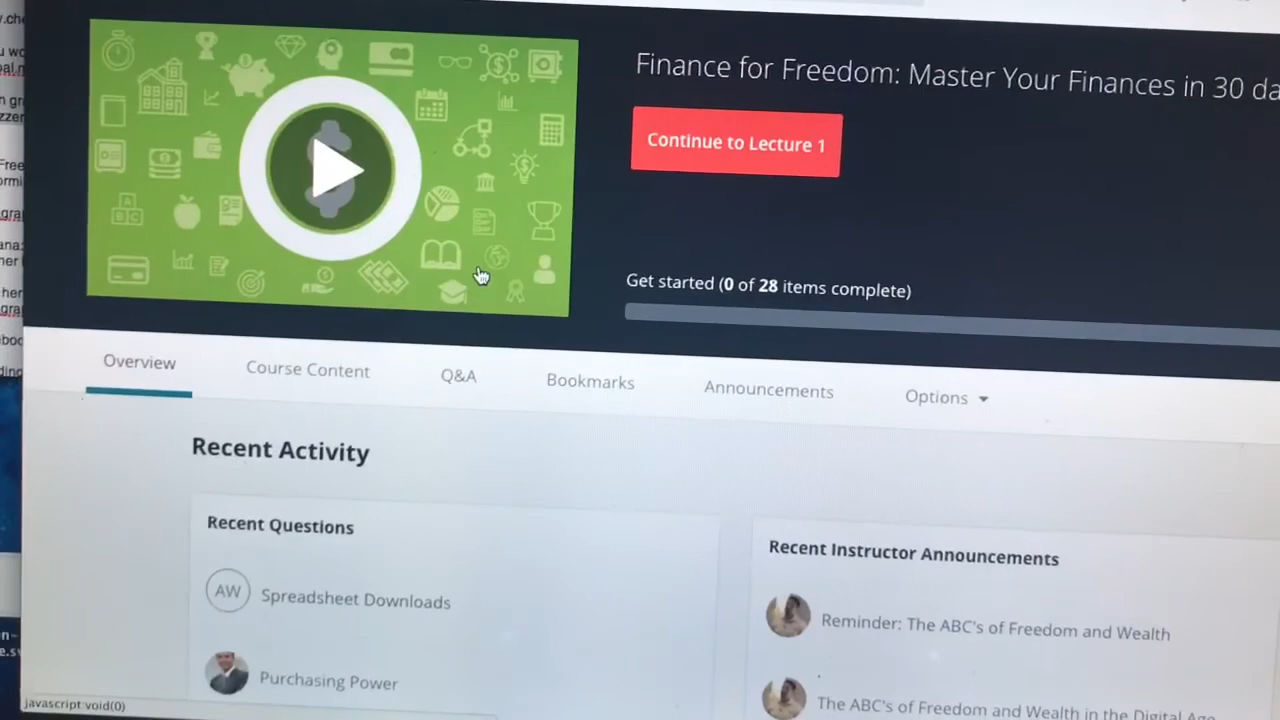 Finance for Freedom: Master Your Finances in 30 da
Continue to Lecture 1
Get started (0 of 28 items complete)
Overview
Course Content
Q&A
Bookmarks
Announcements
Options
Recent Activity
Recent Questions
AW
Spreadsheet Downloads
Purchasing Power
Recent Instructor Announcements
Reminder: The ABC's of Freedom and Wealth
The ABC's of Freedom and Wealth in the Digital Age
javascript:void(0)
A
B C